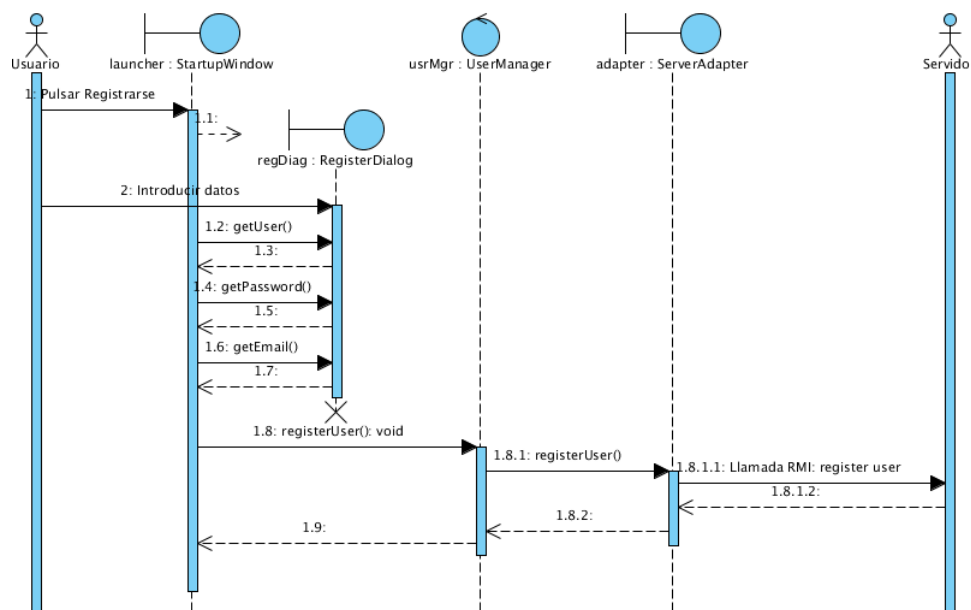 Usuario
launcher : StartupWindow
usrMgr : UserManager
adapter : ServerAdapter
Servido
1: Pulsar Registrarse
1.1:
regDiag : RegisterDialog
2: Introducir datos
1.2: getUser()
1.3:
1.4: getPassword()
1.5:
1.6: getEmail()
1.7:
1.8: registerUser(): void
1.8.1: registerUser()
1.8.1.1: Llamada RMI: register user
1.8.1.2:
1.8.2:
1.9: